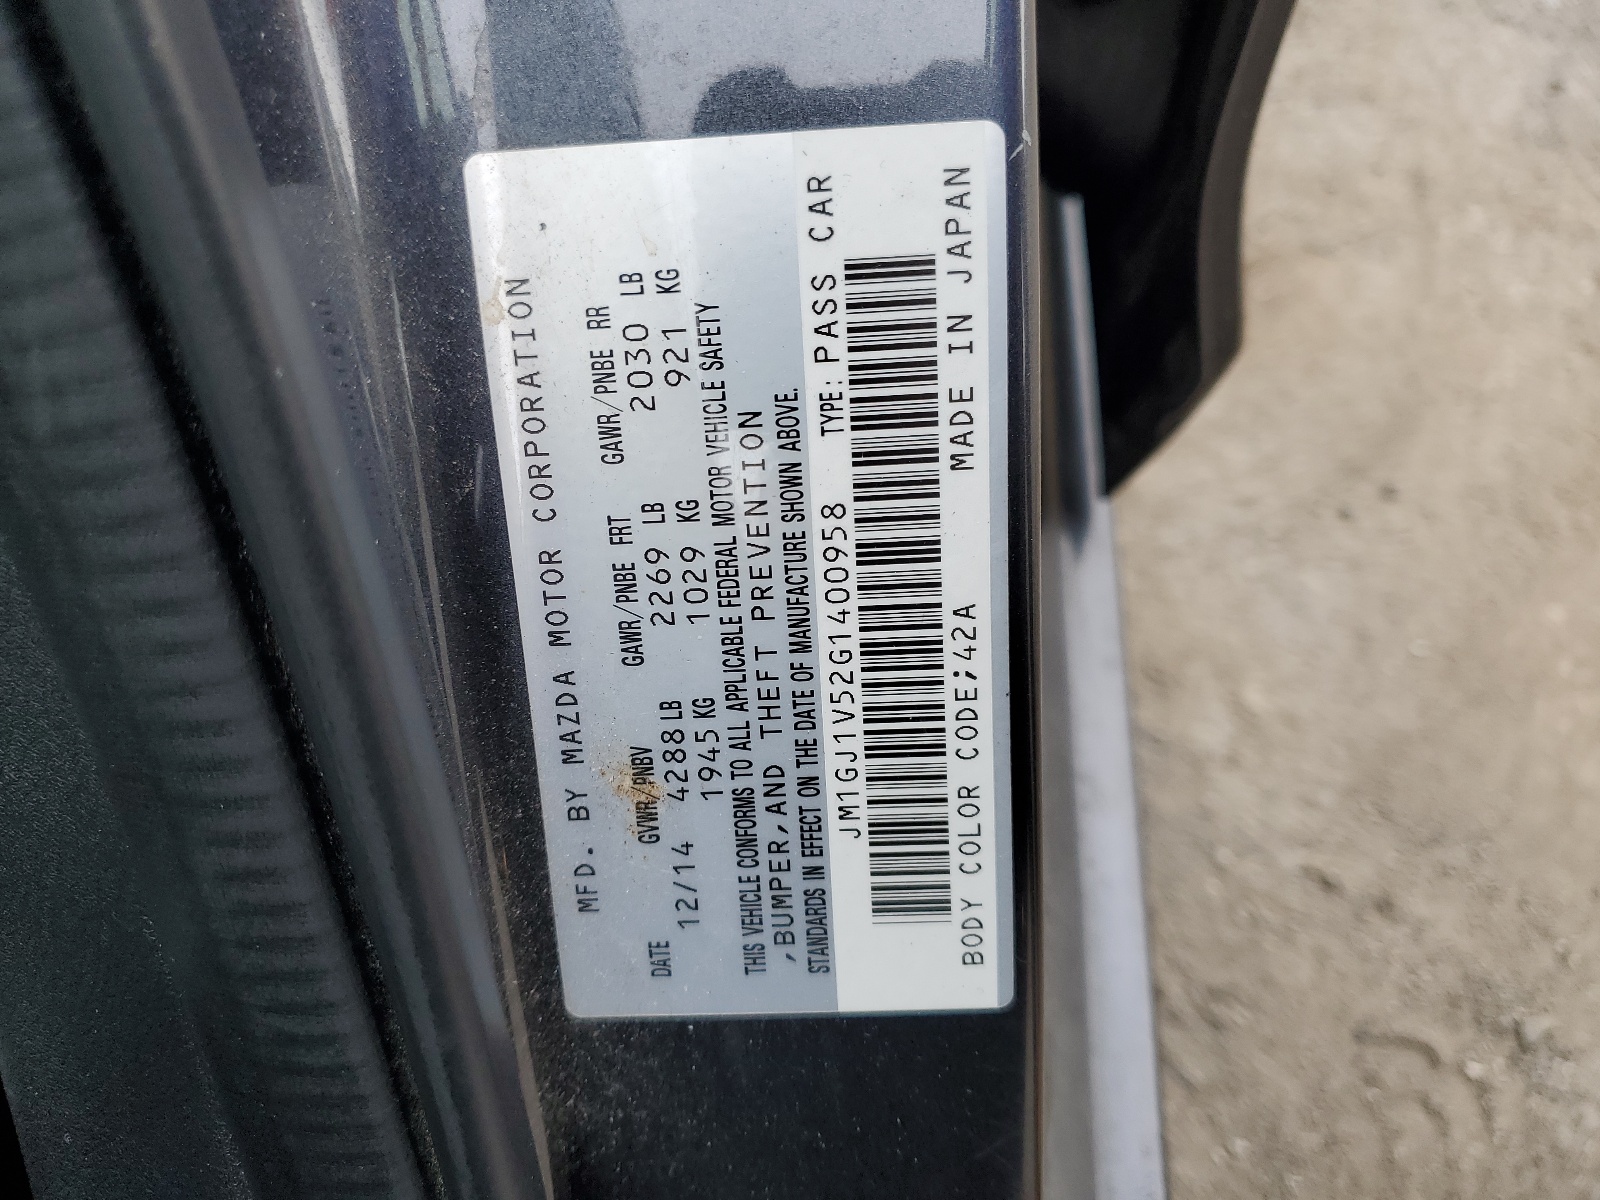 MFD. BY MAZDA MOTOR CORPORATION
GVWR/PNBV GAWR/PNBE FRT GAWR/PNBE RR
DATE 4288 LB 2269 LB 2030 LB
12/14 1945 KG 1029 KG 921 KG
THIS VEHICLE CONFORMS TO ALL APPLICABLE FEDERAL MOTOR VEHICLE SAFETY
,BUMPER,AND THEFT PREVENTION
STANDARDS IN EFFECT ON THE DATE OF MANUFACTURE SHOWN ABOVE.
JM1GJ1V52G1400958 TYPE: PASS CAR
BODY COLOR CODE;42A MADE IN JAPAN